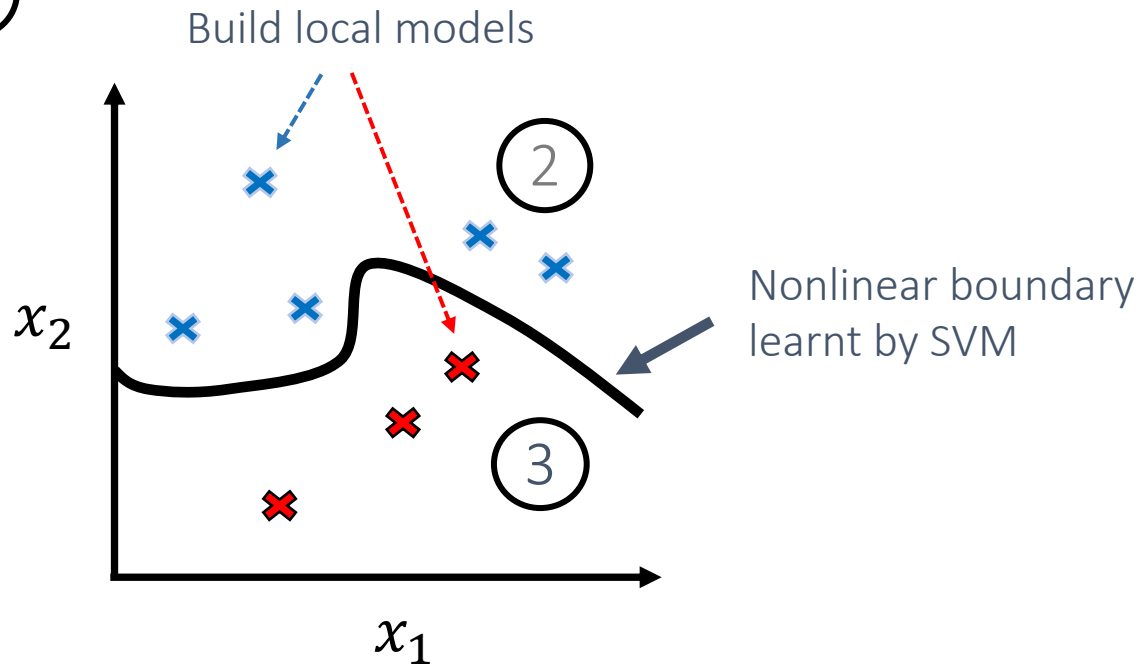 Build local models
2
Nonlinear boundary
learnt by SVM
x₂
3
x₁